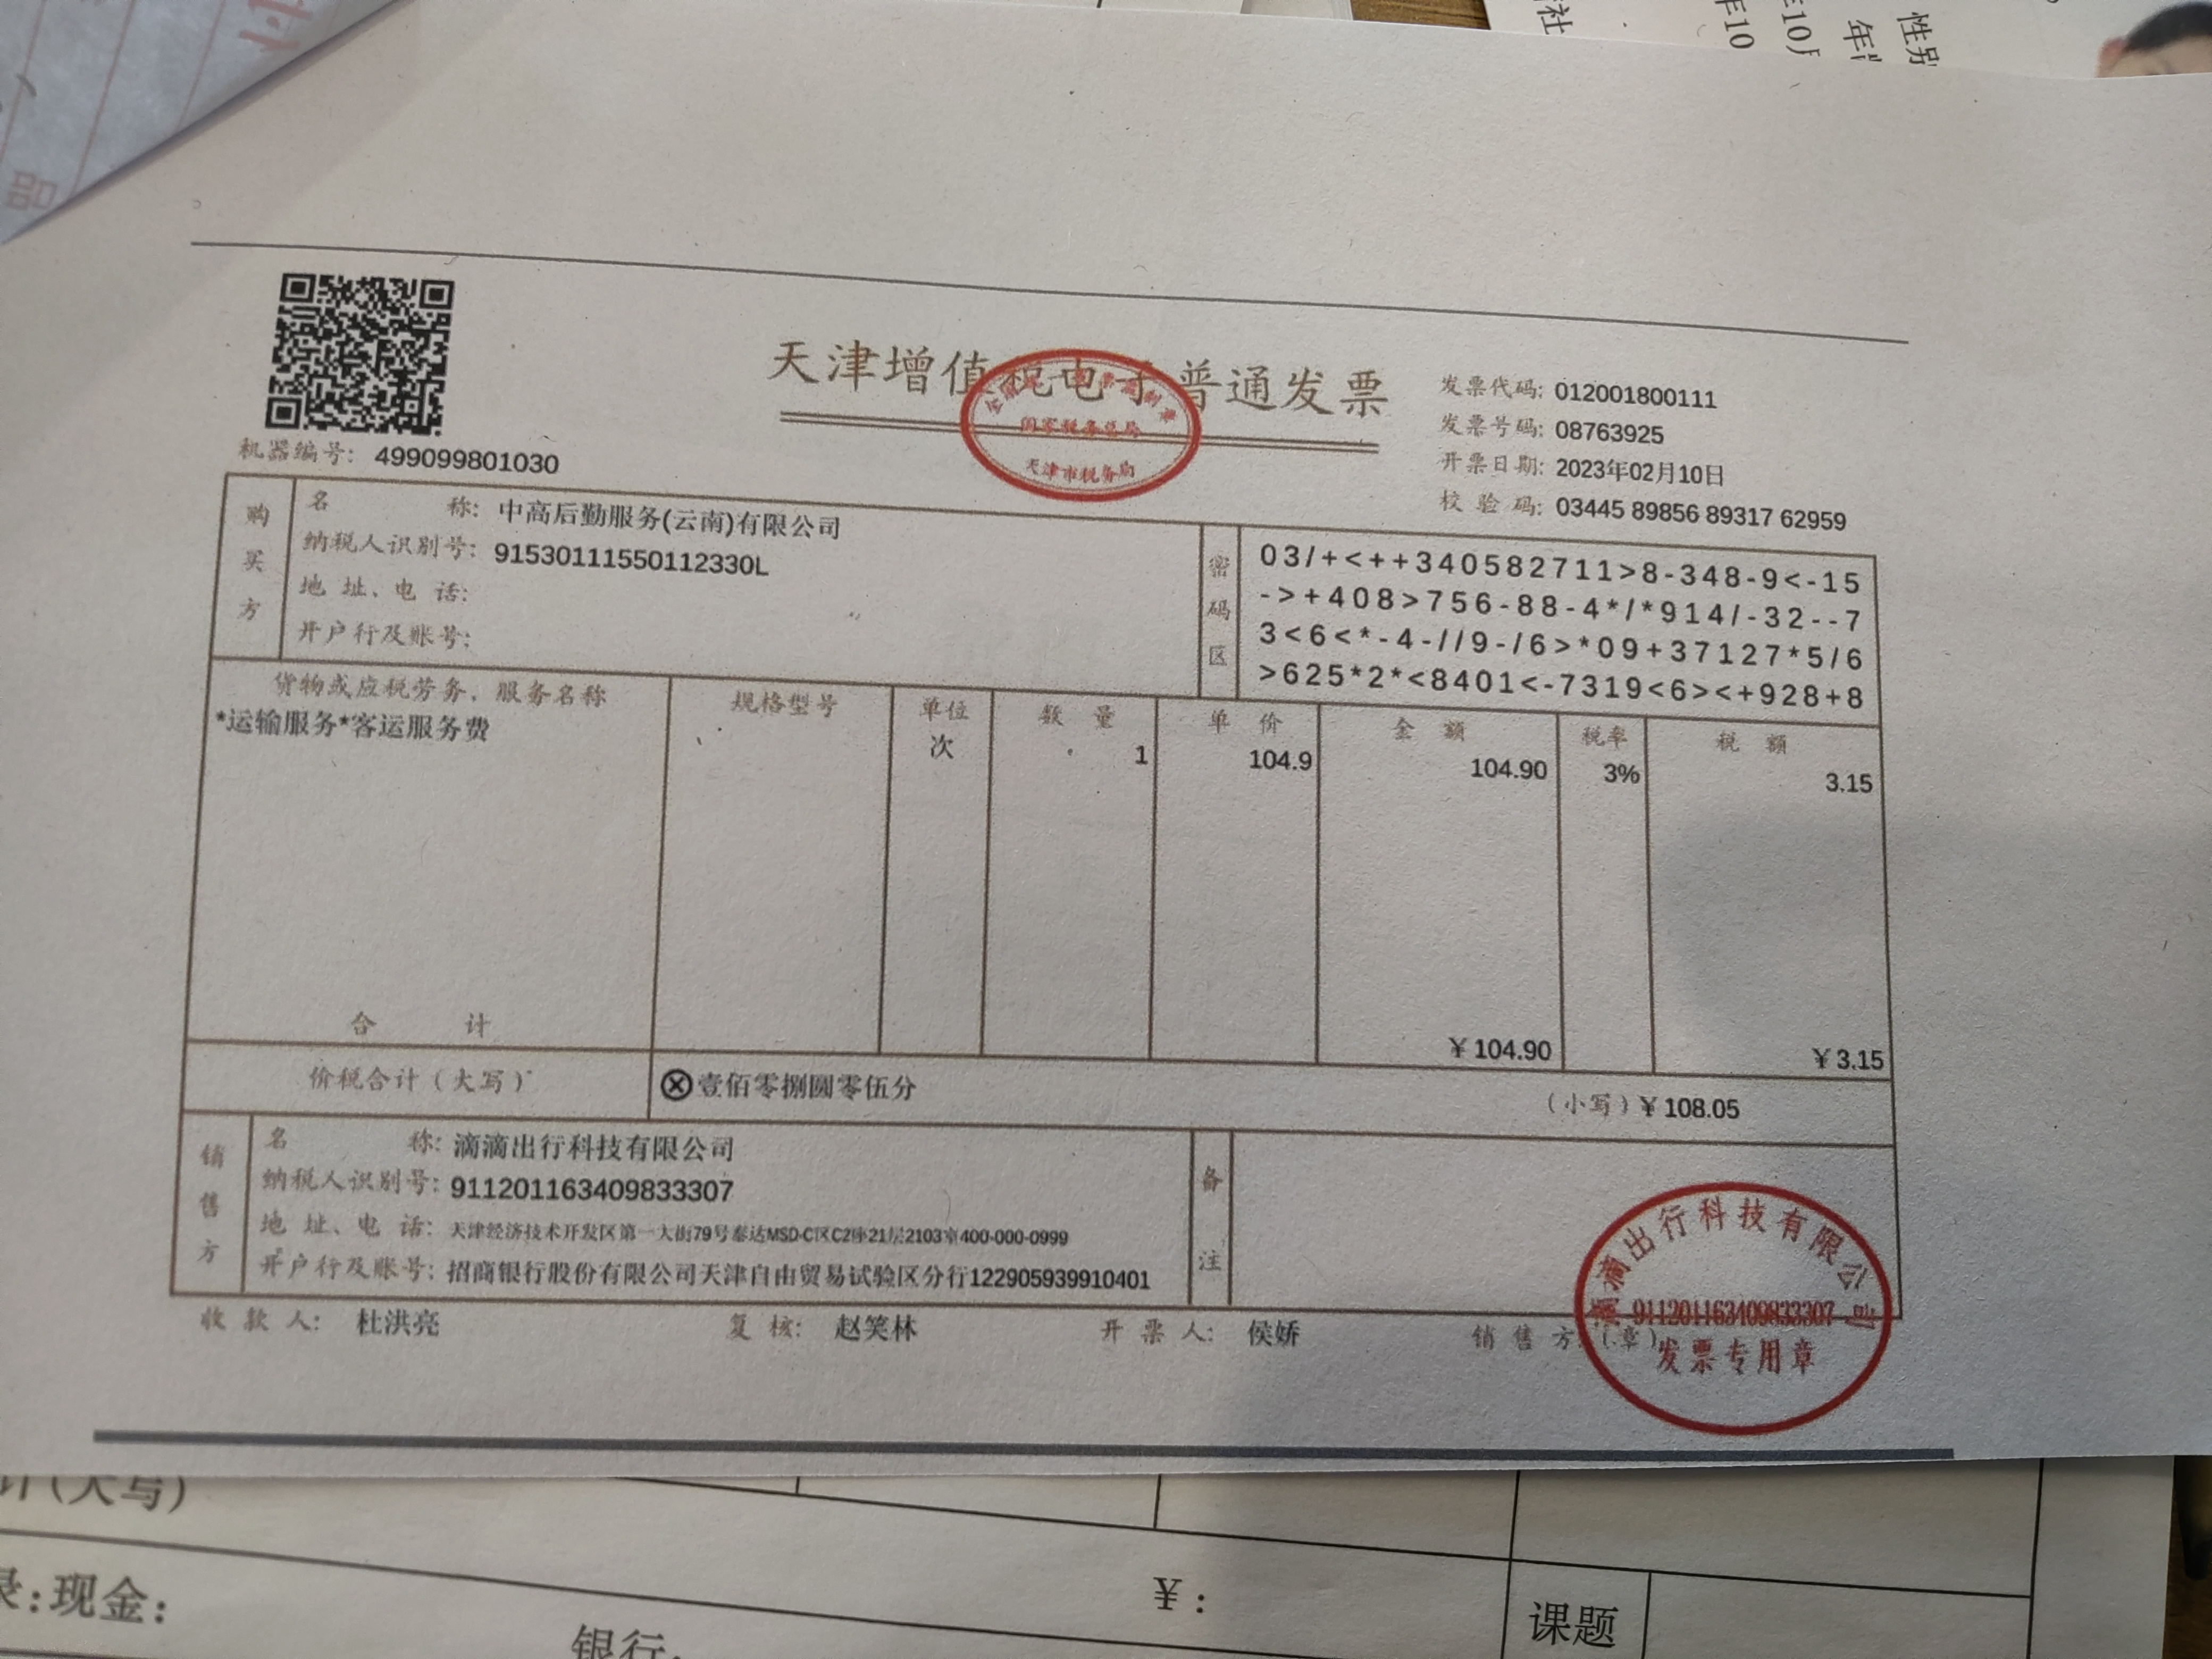 性别
天津增值税电子普通发票
国家税务总局
天津市税务局
发票代码: 012001800111
发票号码: 08763925
开票日期: 2023年02月10日
校验码: 03445 89856 89317 62959
机器编号: 499099801030
购买方
名称: 中高后勤服务(云南)有限公司
纳税人识别号: 91530111550112330L
地址、电话:
开户行及账号:
密码区
03/+<++340582711>8-348-9<-15
->+408>756-88-4*/*914/-32--7
3<6<*-4-//9-/6>*09+37127*5/6
>625*2*<8401<-7319<6><+928+8
货物或应税劳务、服务名称 规格型号 单位 数量 单价 金额 税率 税额
*运输服务*客运服务费 次 1 104.9 104.90 3% 3.15
合计 ¥104.90 ¥3.15
价税合计(大写) ⊗壹佰零捌圆零伍分 (小写)¥108.05
销售方
名称: 滴滴出行科技有限公司
纳税人识别号: 911201163409833307
地址、电话: 天津经济技术开发区第一大街79号泰达MSD-C区C2座21层2103室400-000-0999
开户行及账号: 招商银行股份有限公司天津自由贸易试验区分行122905939910401
备注
收款人: 杜洪亮 复核: 赵笑林 开票人: 侯娇 销售方:(章)
滴滴出行科技有限公司
911201163409833307
发票专用章
计(大写)
:现金: ¥:
银行
课题